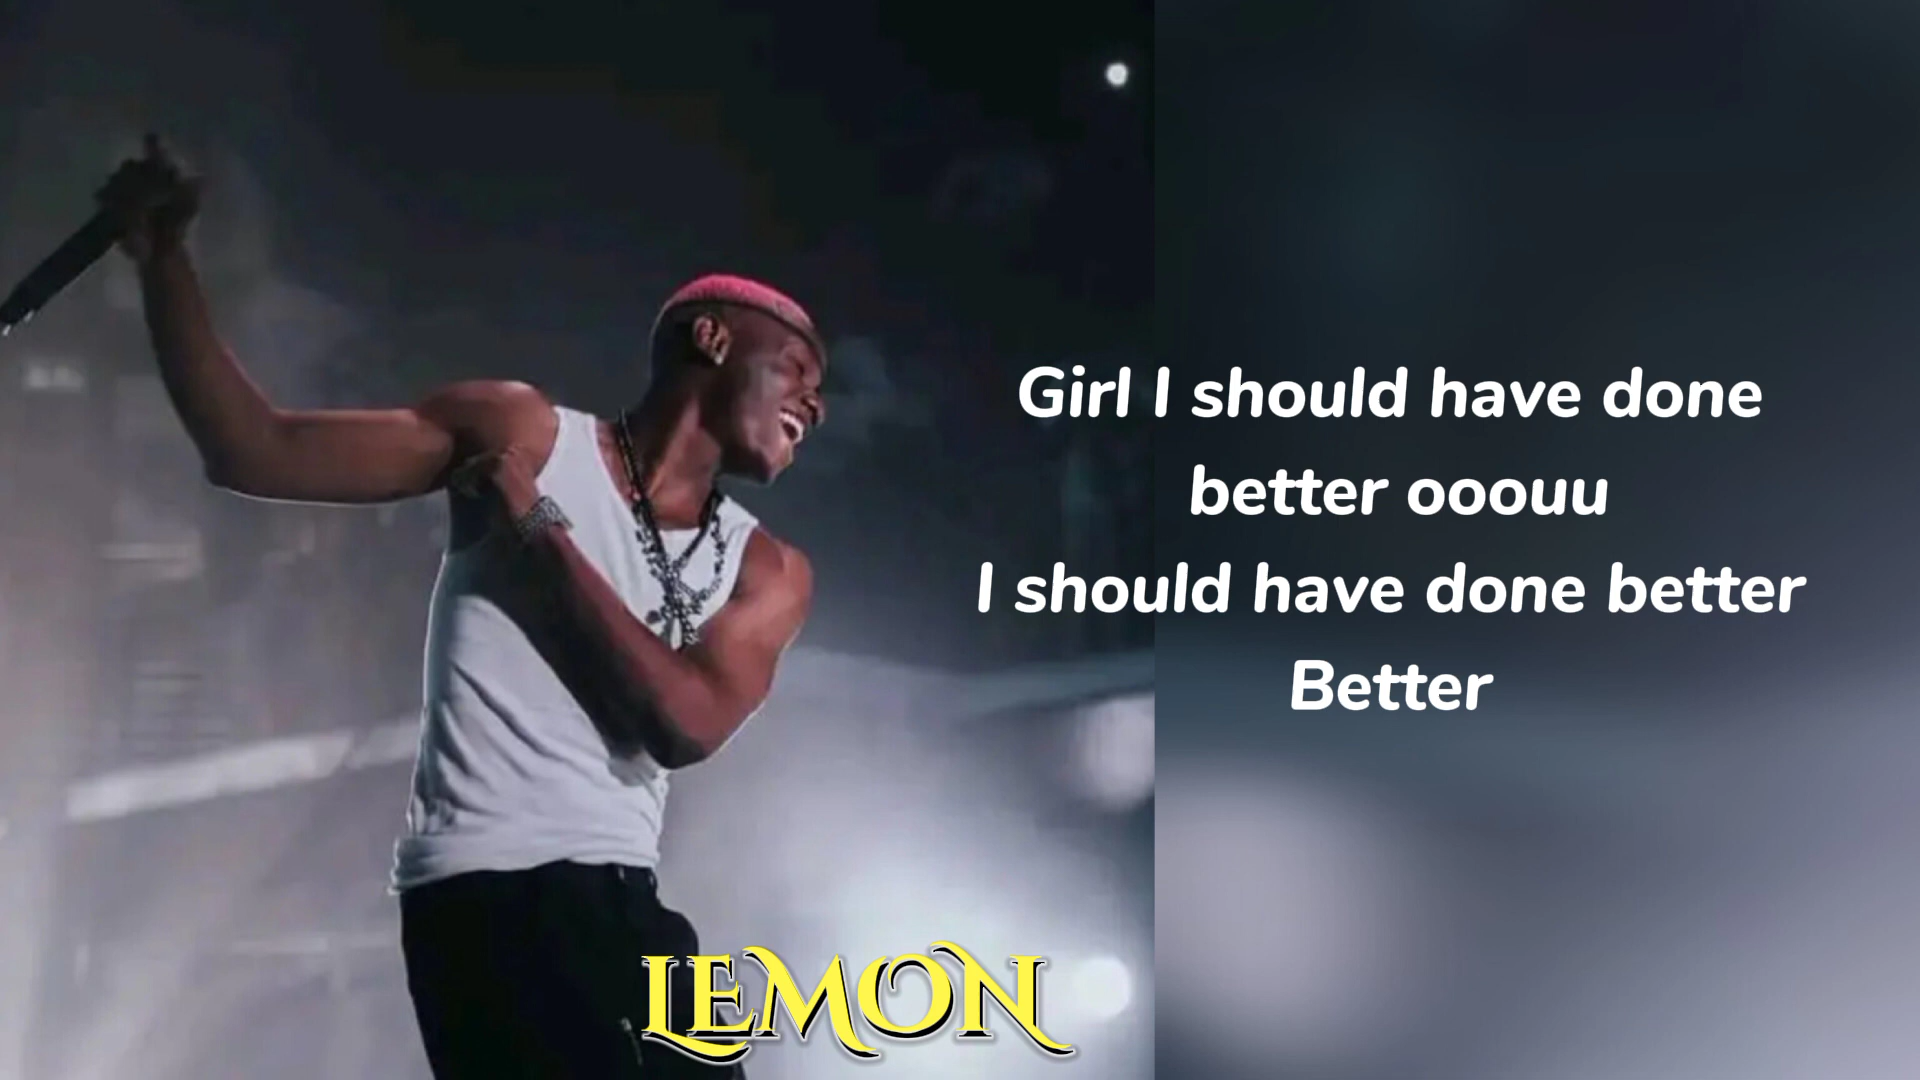 Girl I should have done
better ooouu
I should have done better
Better
LEMON